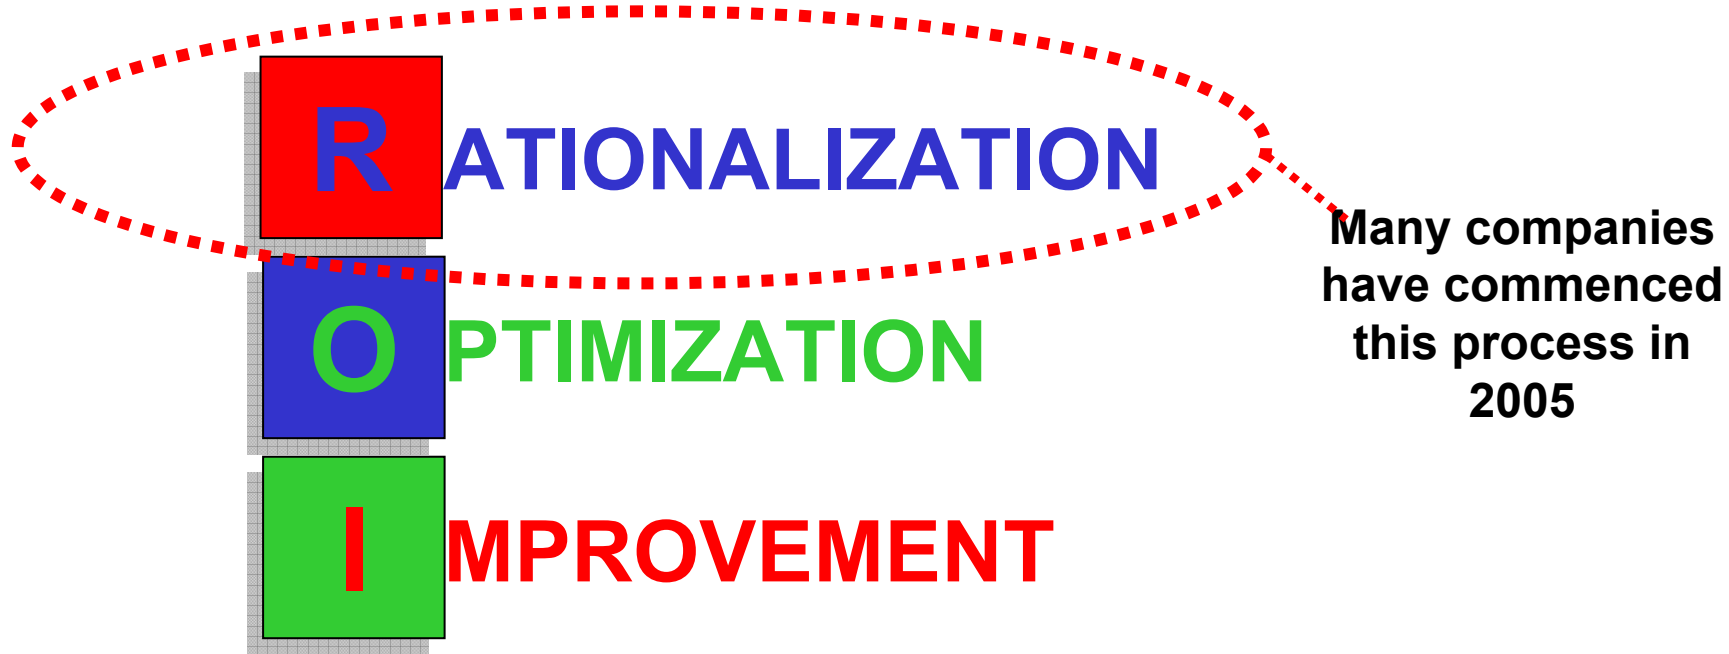 RATIONALIZATION
OPTIMIZATION
IMPROVEMENT
Many companies
have commenced
this process in
2005